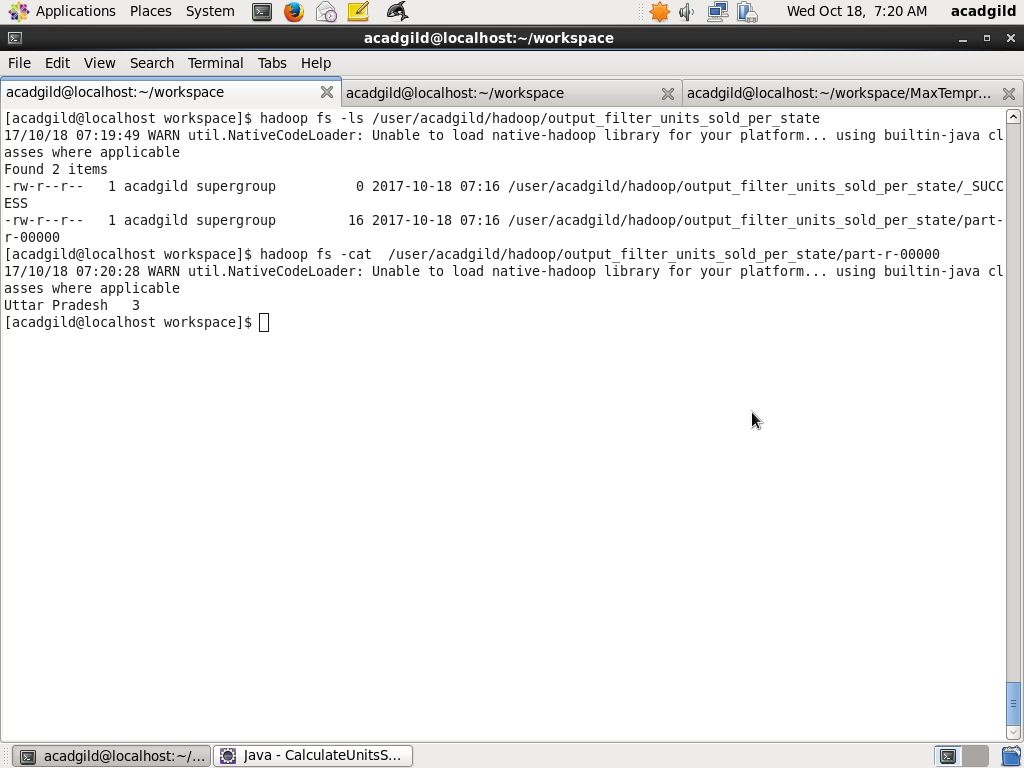 Applications Places System Wed Oct 18, 7:20 AM acadgild
acadgild@localhost:~/workspace
File Edit View Search Terminal Tabs Help
acadgild@localhost:~/workspace acadgild@localhost:~/workspace acadgild@localhost:~/workspace/MaxTempr...
[acadgild@localhost workspace]$ hadoop fs -ls /user/acadgild/hadoop/output_filter_units_sold_per_state
17/10/18 07:19:49 WARN util.NativeCodeLoader: Unable to load native-hadoop library for your platform... using builtin-java cl
asses where applicable
Found 2 items
-rw-r--r--   1 acadgild supergroup          0 2017-10-18 07:16 /user/acadgild/hadoop/output_filter_units_sold_per_state/_SUCC
ESS
-rw-r--r--   1 acadgild supergroup         16 2017-10-18 07:16 /user/acadgild/hadoop/output_filter_units_sold_per_state/part-
r-00000
[acadgild@localhost workspace]$ hadoop fs -cat  /user/acadgild/hadoop/output_filter_units_sold_per_state/part-r-00000
17/10/18 07:20:28 WARN util.NativeCodeLoader: Unable to load native-hadoop library for your platform... using builtin-java cl
asses where applicable
Uttar Pradesh   3
[acadgild@localhost workspace]$
acadgild@localhost:~/... Java - CalculateUnitsS...